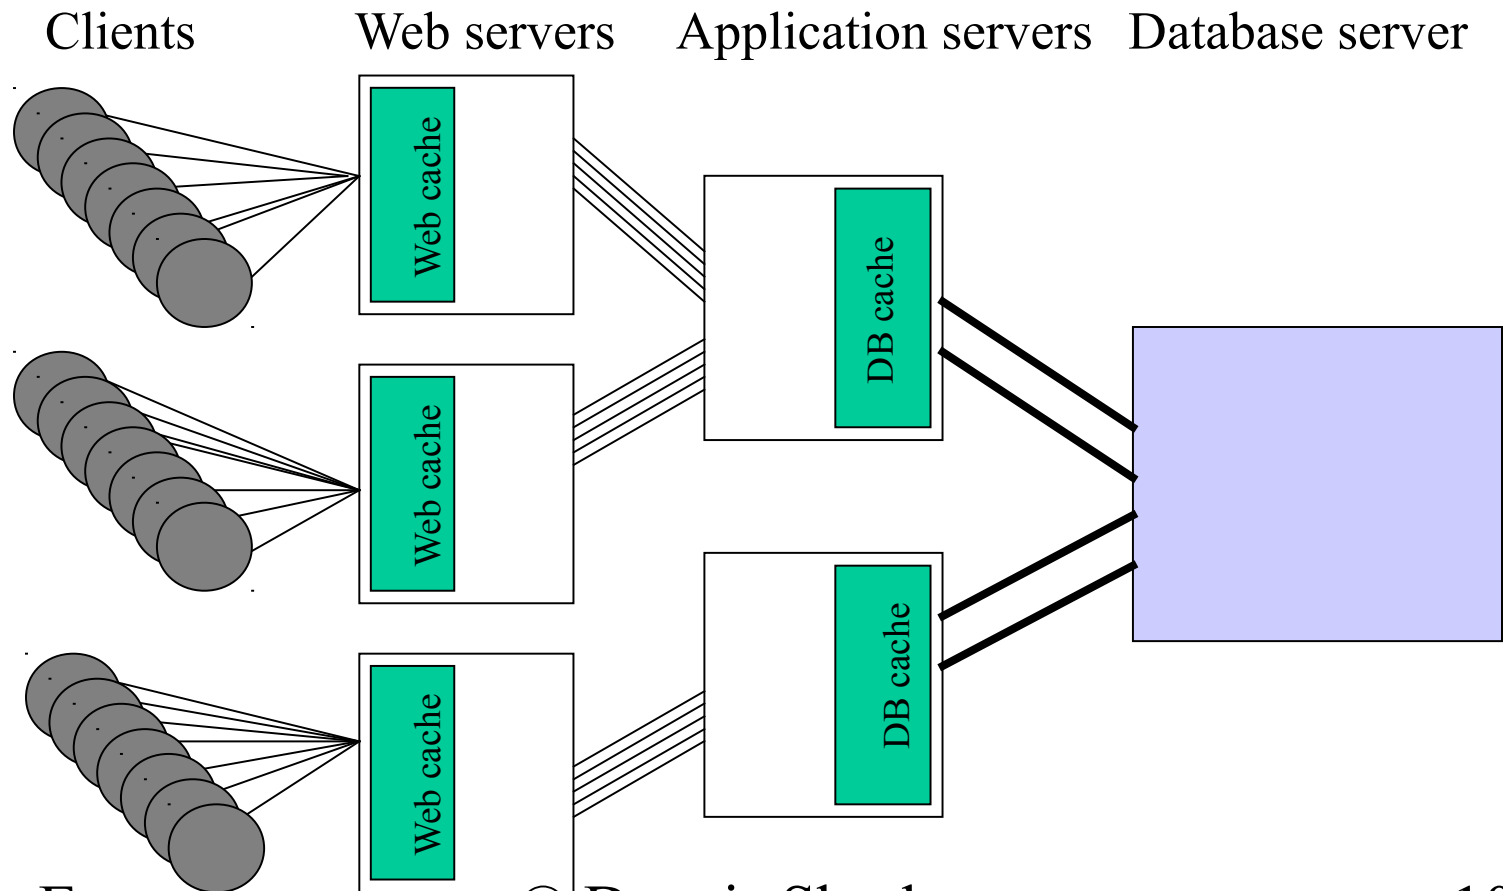 Clients
Web servers
Application servers
Database server
Web cache
DB cache
Web cache
DB cache
Web cache